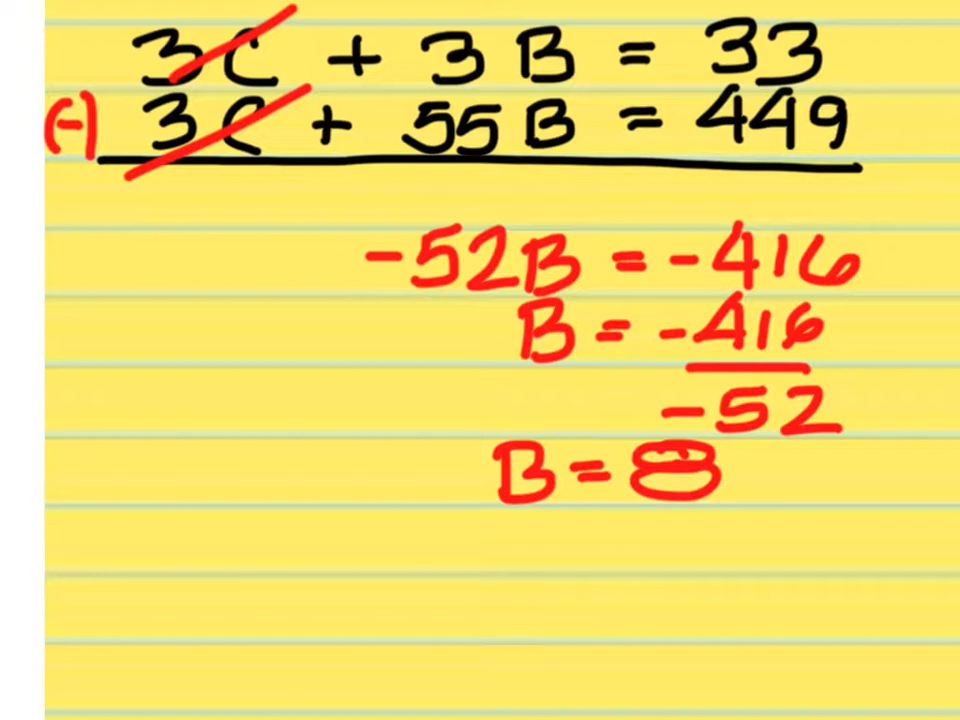 3C + 3B = 33
(-) 3C + 55B = 449
-52B = -416
B = -416
-52
B = 8